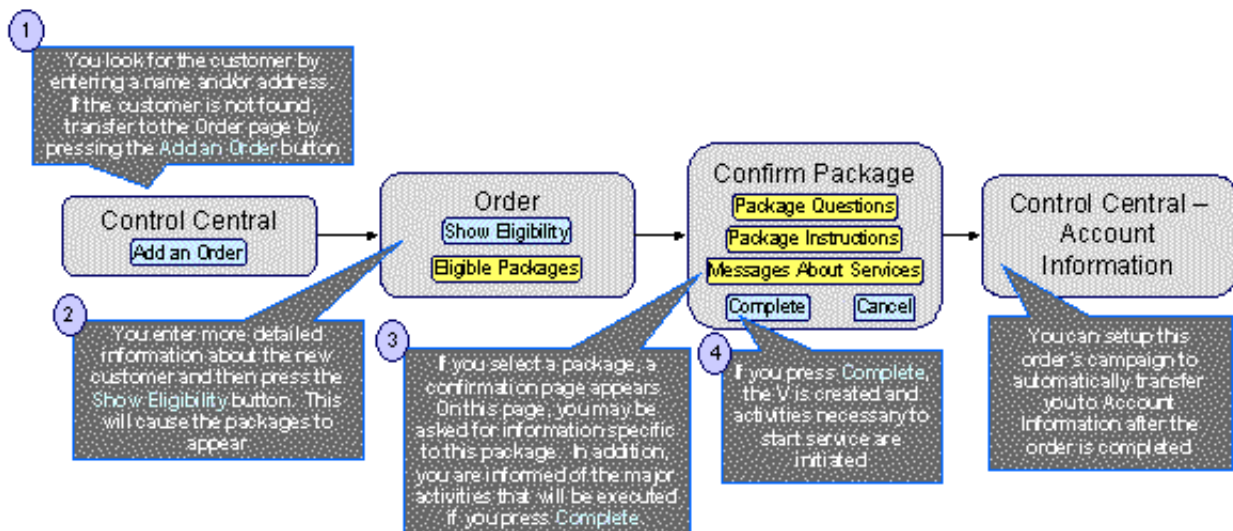 1
You look for the customer by
entering a name and/or address.
If the customer is not found,
transfer to the Order page by
pressing the Add an Order button
Control Central
Add an Order
Order
Show Eligibility
Eligible Packages
Confirm Package
Package Questions
Package Instructions
Messages About Services
Complete
Cancel
Control Central –
Account
Information
2
You enter more detailed
information about the new
customer and then press the
Show Eligibility button. This
will cause the packages to
appear
3
If you select a package, a
confirmation page appears
On this page, you may be
asked for information specific
to this package. In addition,
you are informed of the major
activities that will be executed
if you press Complete.
4
If you press Complete,
the V is created and
activities necessary to
start service are
initiated
You can setup this
order's campaign to
automatically transfer
you to Account
Information after the
order is completed